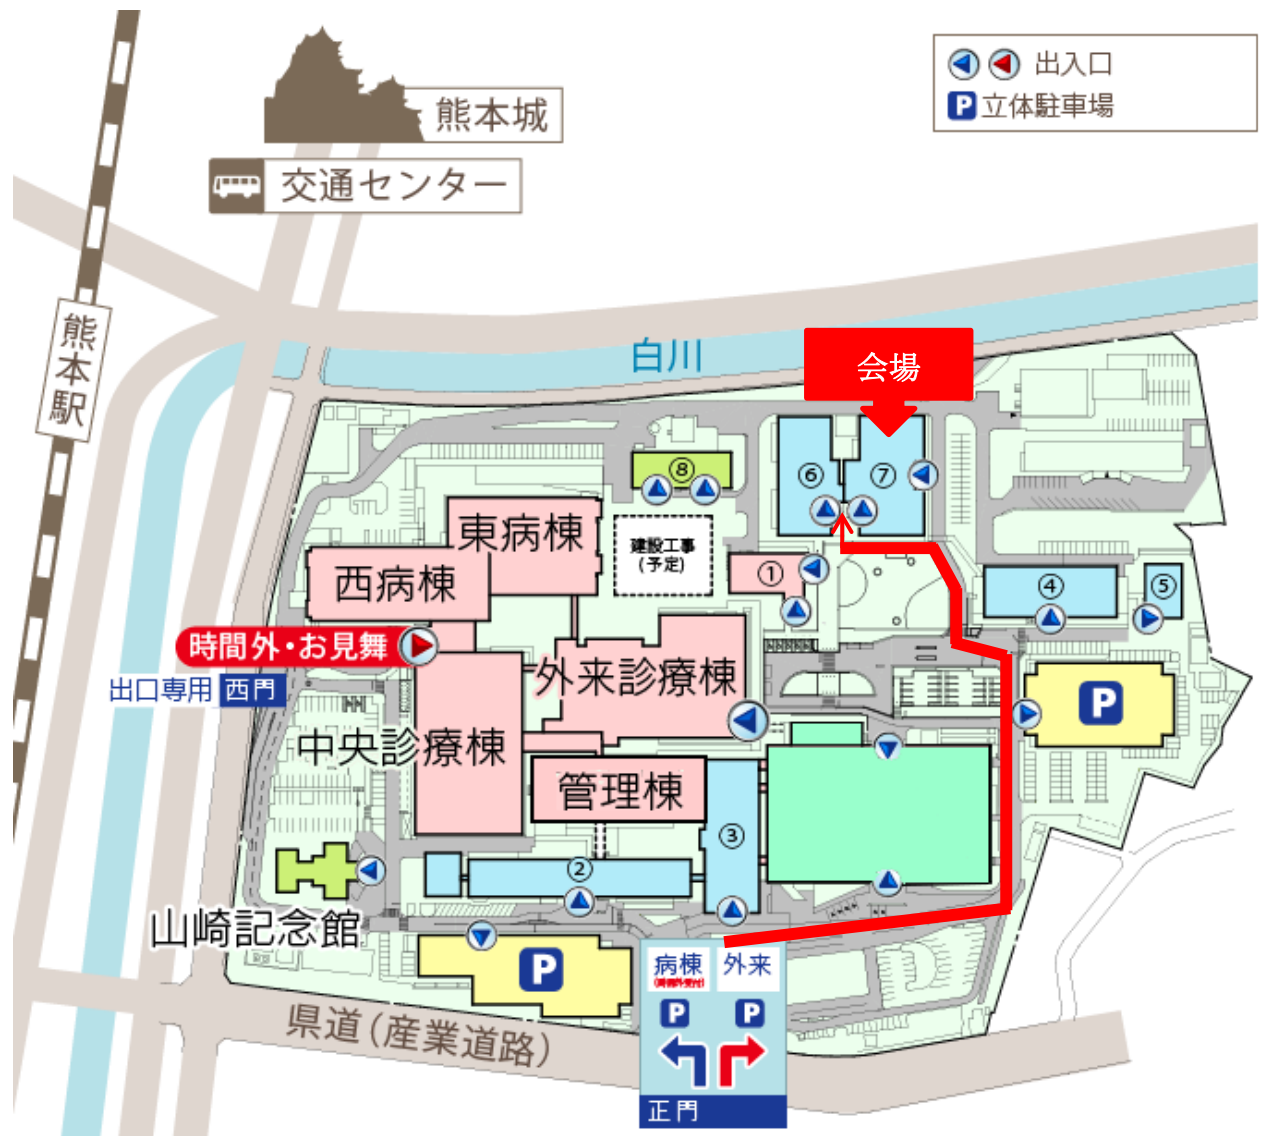 出入口
P 立体駐車場
熊本城
交通センター
熊本駅
白川
会場
⑧
⑥
⑦
東病棟
建設工事
(予定)
①
西病棟
④
⑤
時間外・お見舞
外来診療棟
出口専用 西門
P
中央診療棟
管理棟
③
②
山崎記念館
P
病棟
外来
P
P
県道(産業道路)
正門